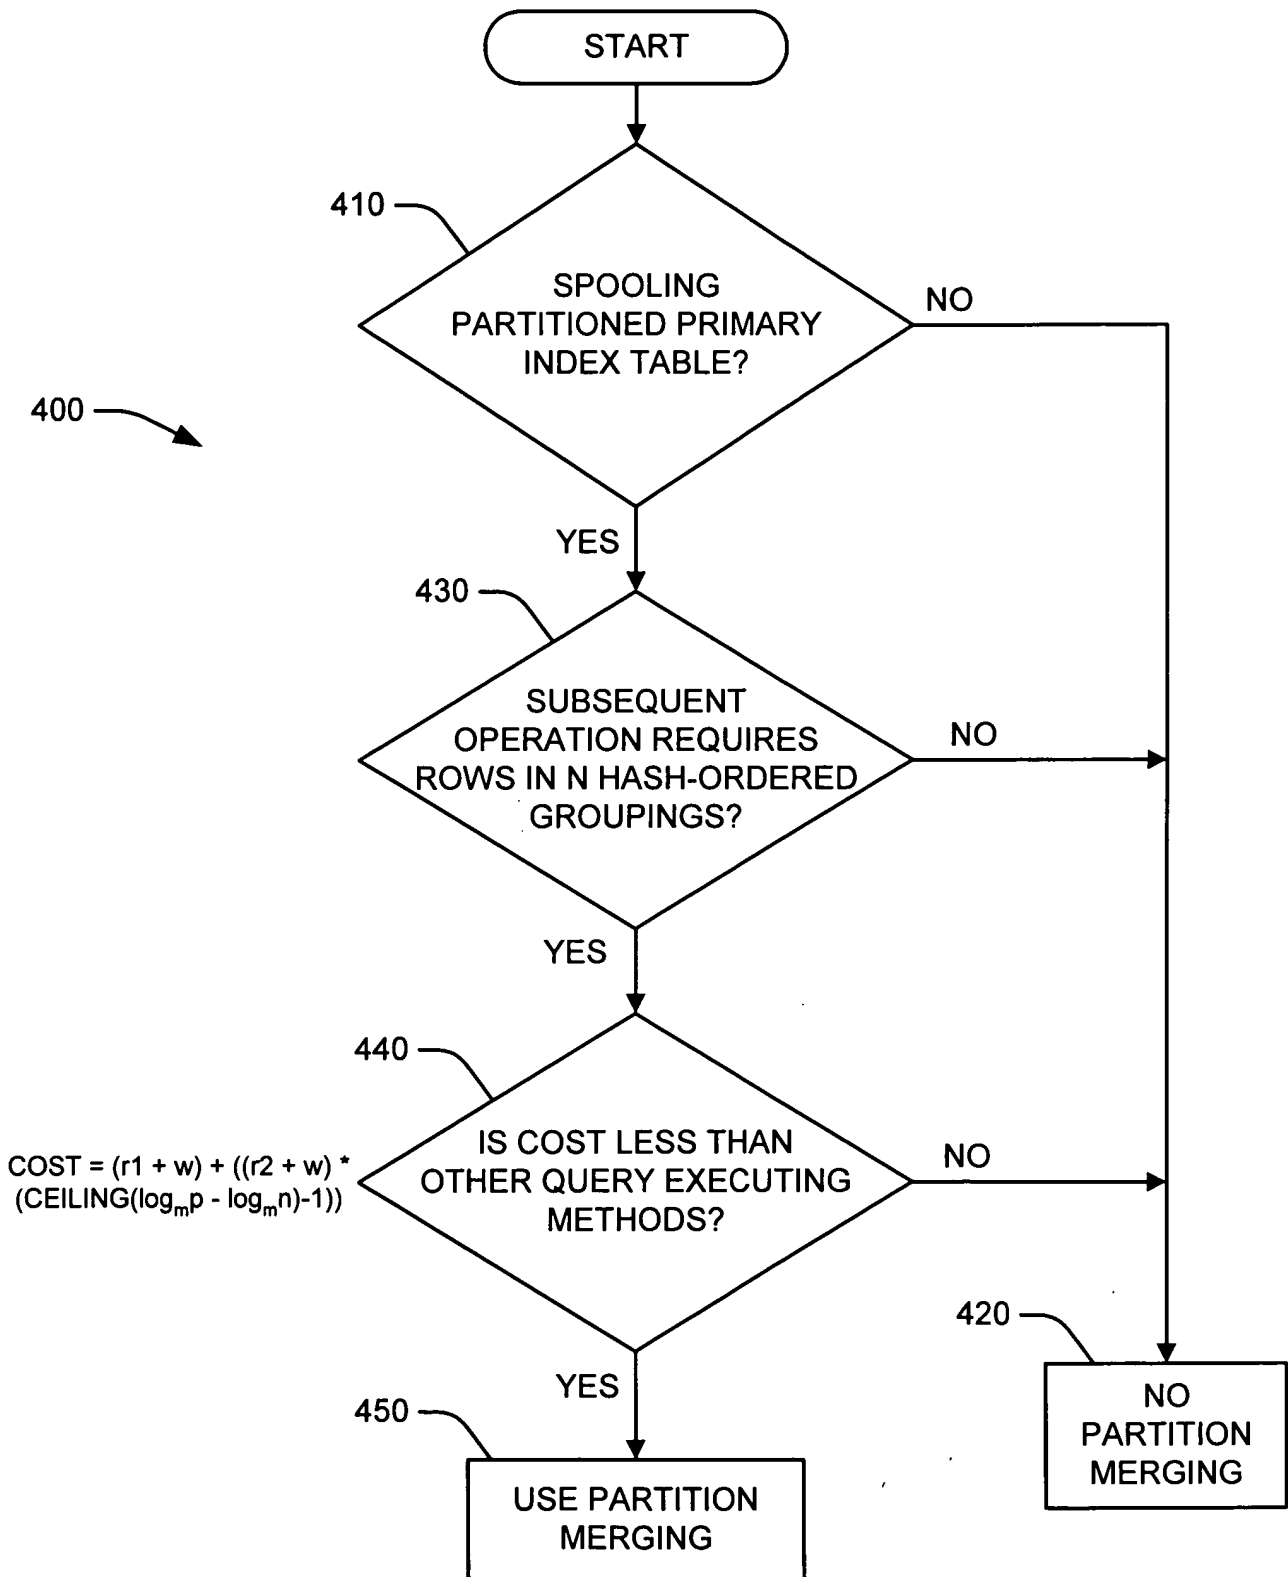 START
410
SPOOLING
PARTITIONED PRIMARY
INDEX TABLE?
NO
400
YES
430
SUBSEQUENT
OPERATION REQUIRES
ROWS IN N HASH-ORDERED
GROUPINGS?
NO
YES
440
IS COST LESS THAN
OTHER QUERY EXECUTING
METHODS?
NO
COST = (r1 + w) + ((r2 + w) *
(CEILING(logₘp - logₘn)-1))
420
YES
450
NO
PARTITION
MERGING
USE PARTITION
MERGING